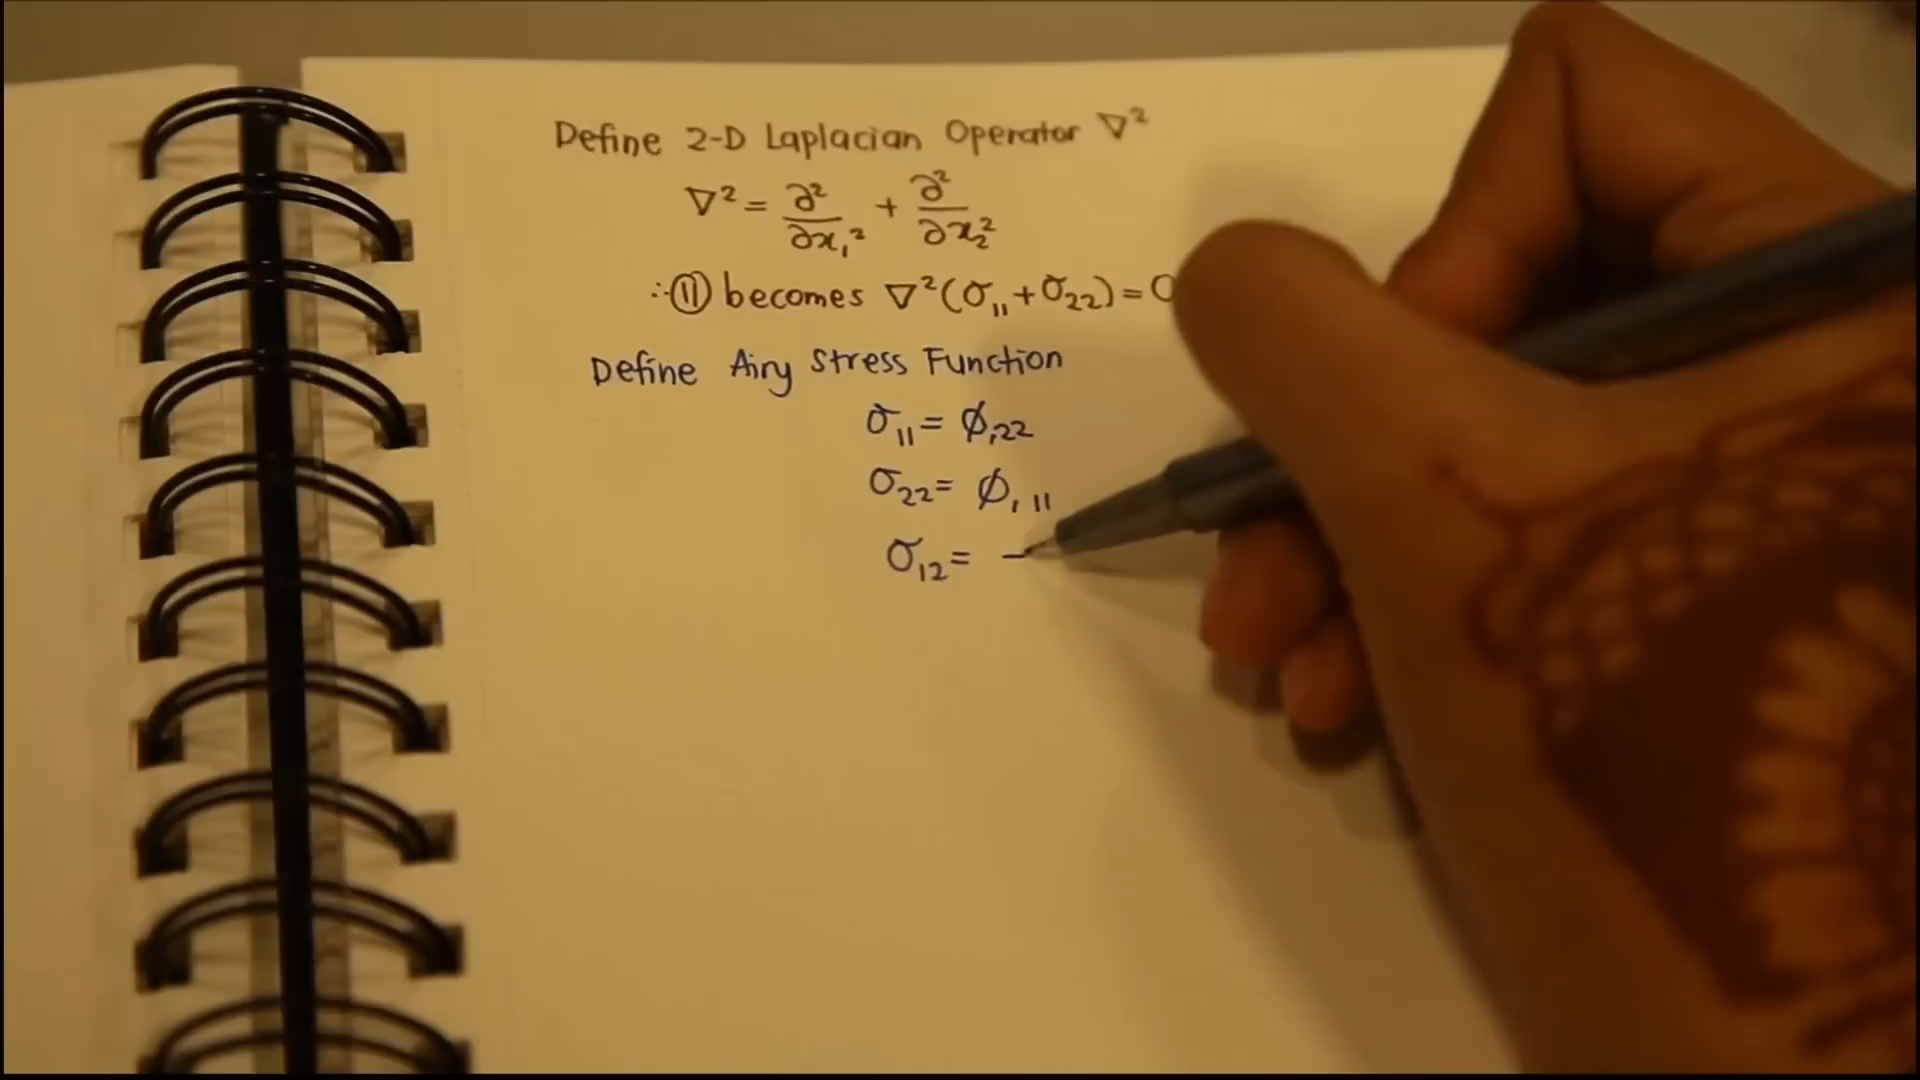 Define 2-D Laplacian Operator ∇²
∇² = ∂²/∂x₁² + ∂²/∂x₂²
∴ ⑪ becomes ∇²(σ₁₁ + σ₂₂) = 0
Define Airy Stress Function
σ₁₁ = ϕ,₂₂
σ₂₂ = ϕ,₁₁
σ₁₂ = −